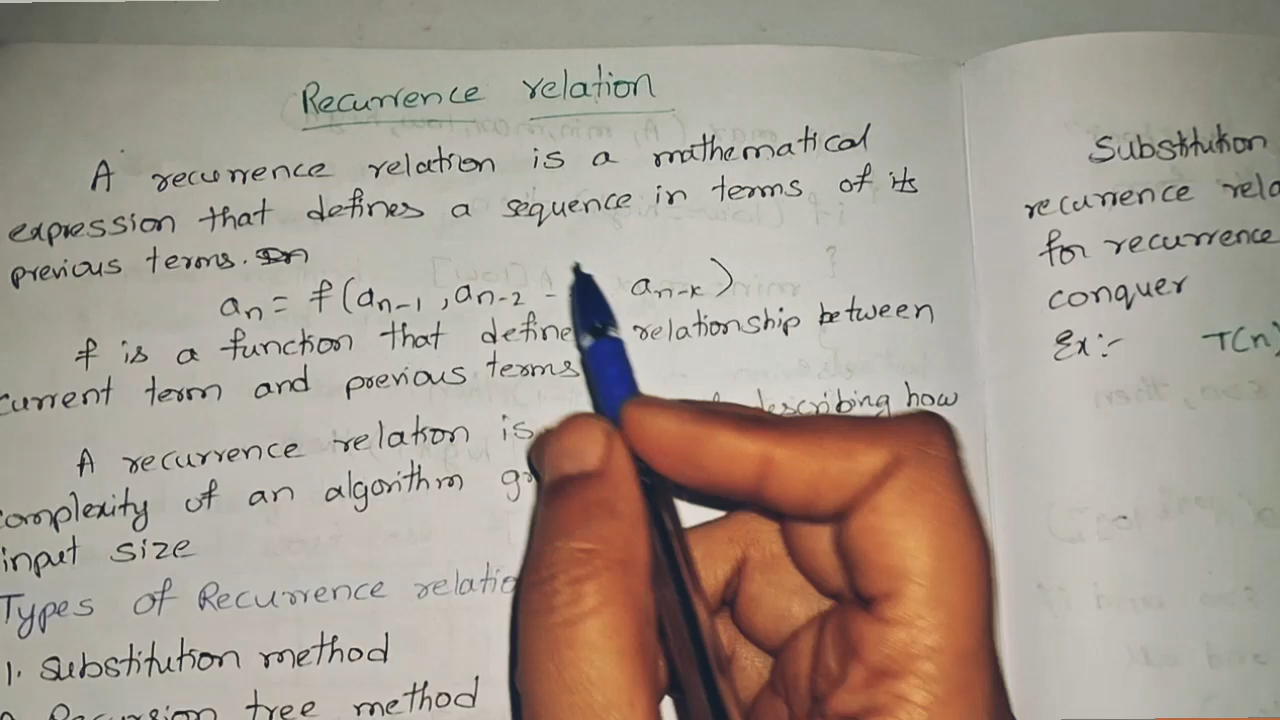 Recurrence relation
A recurrence relation is a mathematical
expression that defines a sequence in terms of its
previous terms.
an = f(an-1, an-2 - an-k)
f is a function that define relationship between
current term and previous terms
A recurrence relation is describing how
complexity of an algorithm
input size
Types of Recurrence
1. Substitution method
Recursion tree method
Substitution
recurrence
for recurrence
conquer
Ex:- T(n)